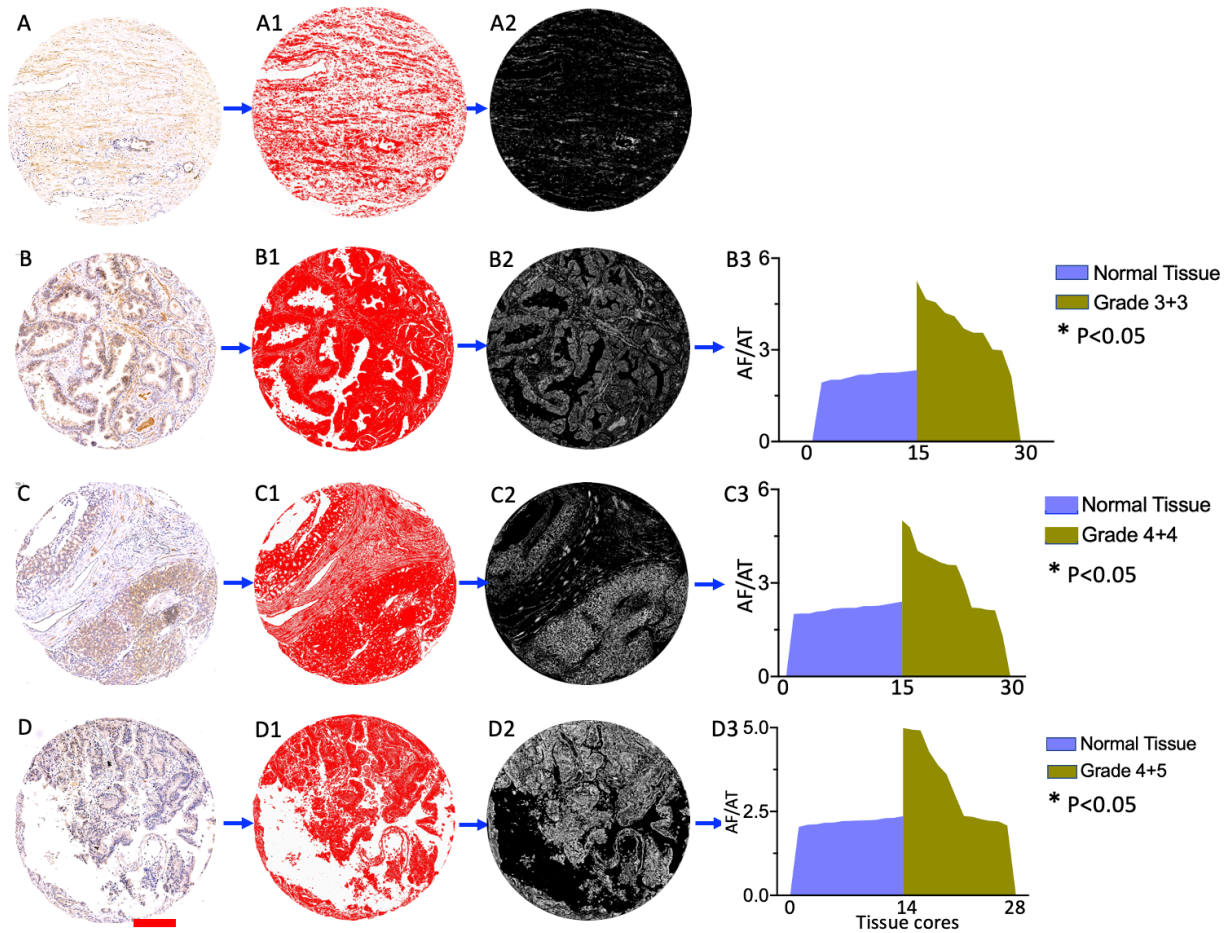 A A1 A2
B B1 B2 B3
6
3
0
AF/AT
0 15 30
Normal Tissue
Grade 3+3
* P<0.05
C C1 C2 C3
6
3
0
AF/AT
0 15 30
Normal Tissue
Grade 4+4
* P<0.05
D D1 D2 D3
5.0
2.5
0.0
AF/AT
0 14 28
Tissue cores
Normal Tissue
Grade 4+5
* P<0.05